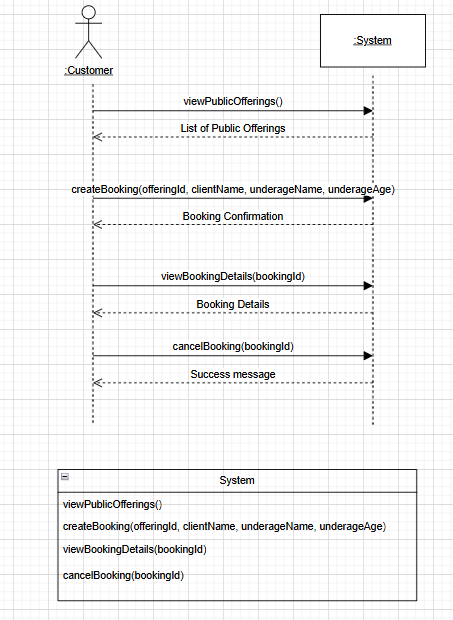 :Customer
:System
viewPublicOfferings()
List of Public Offerings
createBooking(offeringId, clientName, underageName, underageAge)
Booking Confirmation
viewBookingDetails(bookingId)
Booking Details
cancelBooking(bookingId)
Success message
System
viewPublicOfferings()
createBooking(offeringId, clientName, underageName, underageAge)
viewBookingDetails(bookingId)
cancelBooking(bookingId)